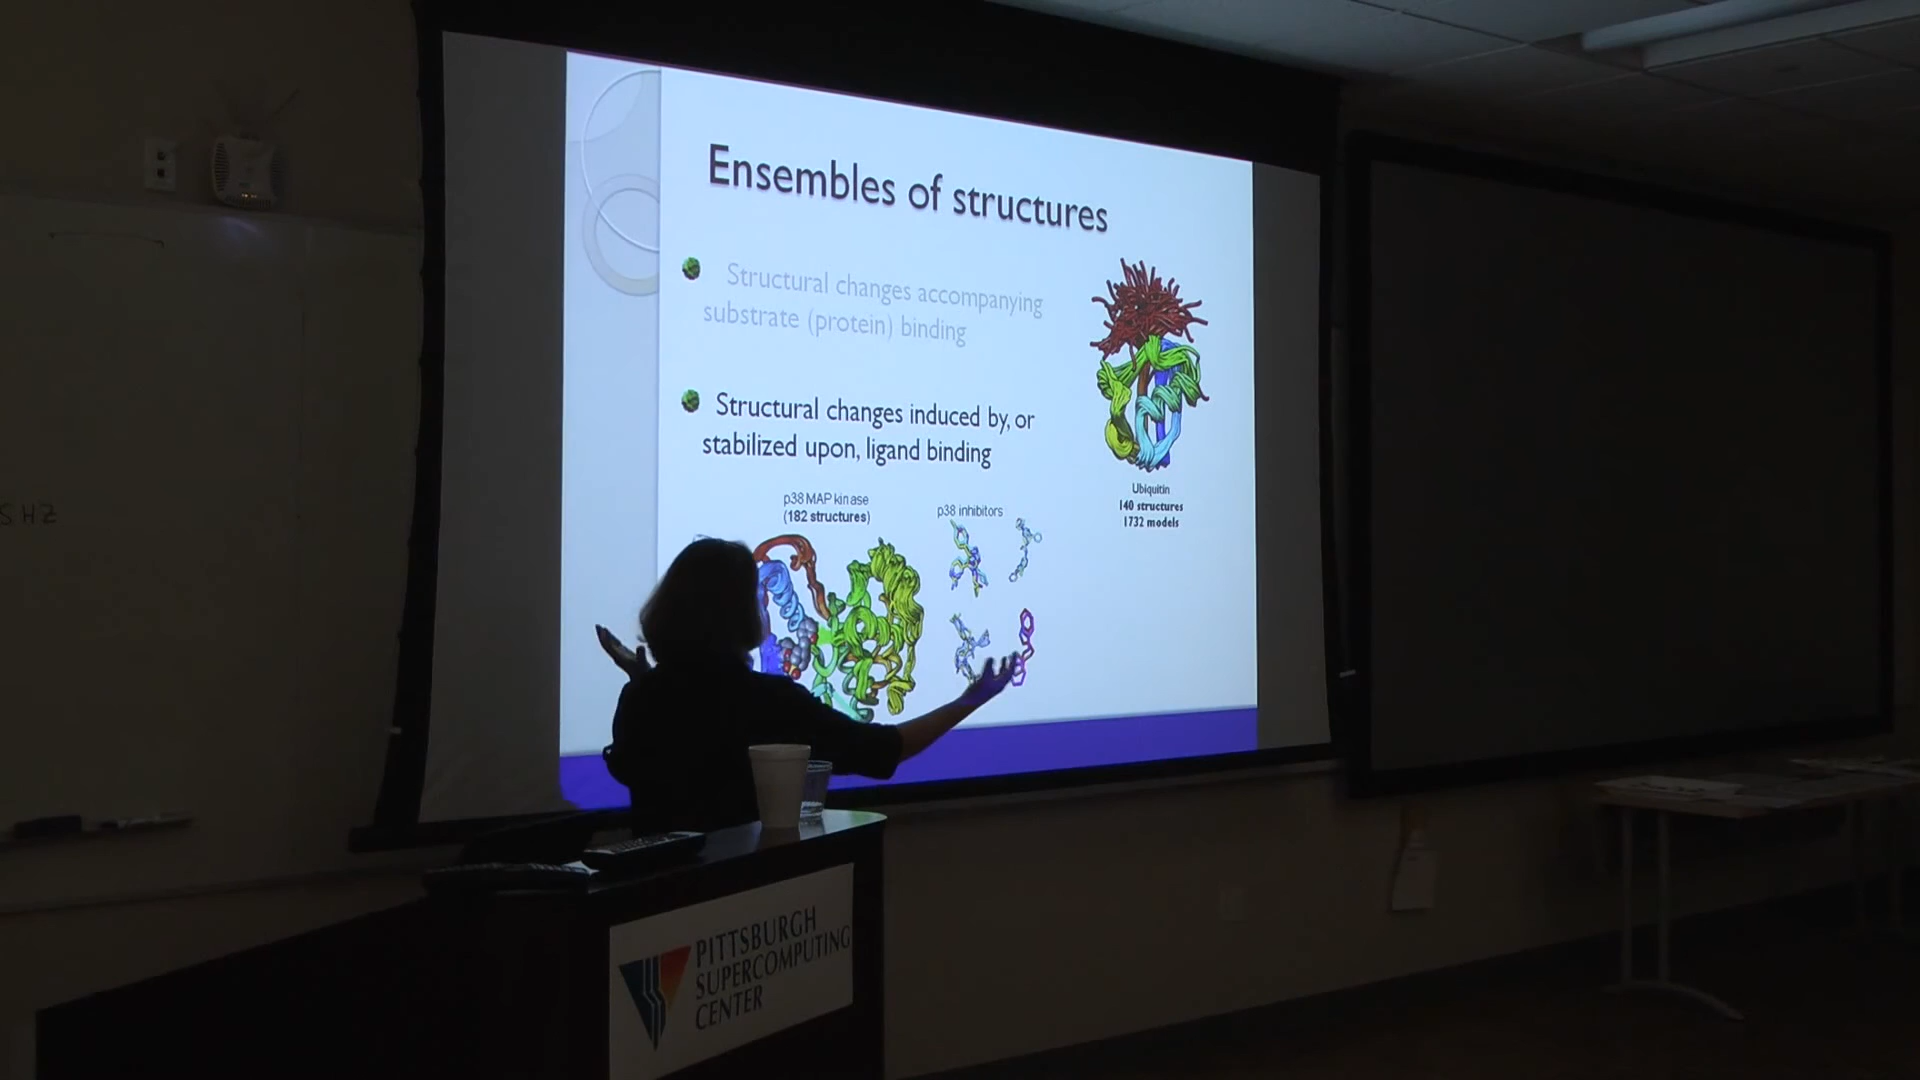 Ensembles of structures
Structural changes accompanying
substrate (protein) binding
Structural changes induced by, or
stabilized upon, ligand binding
p38 MAP kinase
(182 structures)
p38 inhibitors
Ubiquitin
140 structures
1732 models
SHZ
PITTSBURGH
SUPERCOMPUTING
CENTER